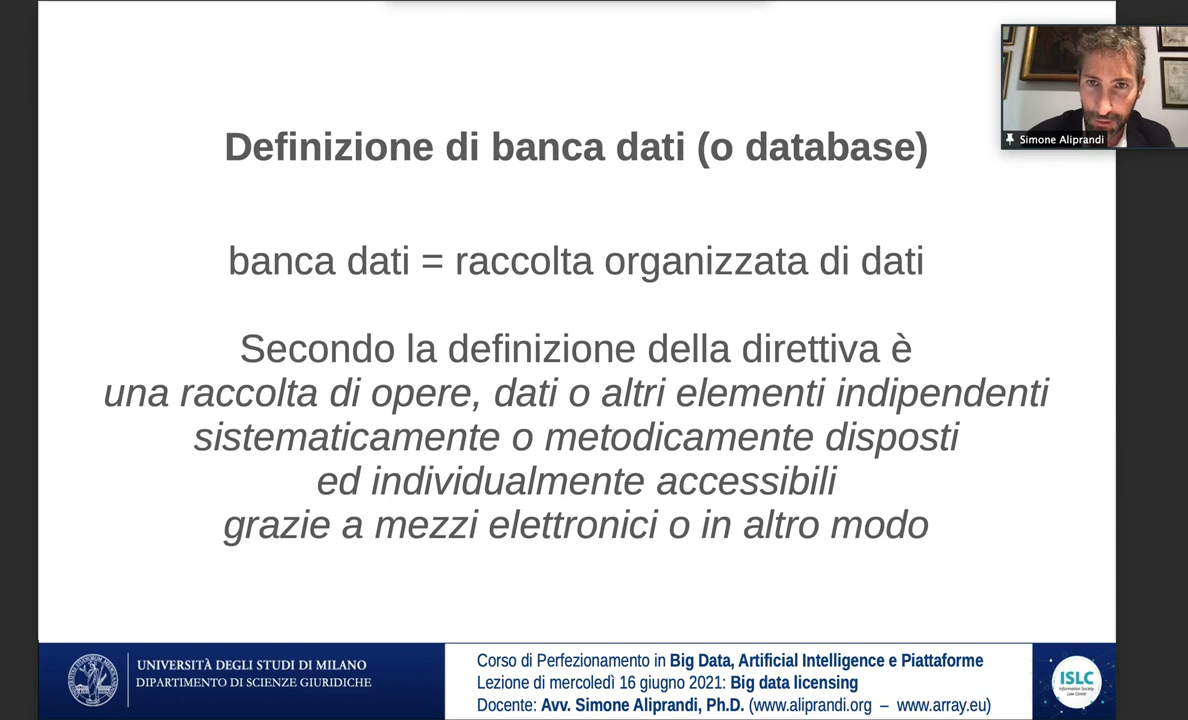 Definizione di banca dati (o database)
Simone Aliprandi
banca dati = raccolta organizzata di dati
Secondo la definizione della direttiva è
una raccolta di opere, dati o altri elementi indipendenti
sistematicamente o metodicamente disposti
ed individualmente accessibili
grazie a mezzi elettronici o in altro modo
UNIVERSITÀ DEGLI STUDI DI MILANO
DIPARTIMENTO DI SCIENZE GIURIDICHE
Corso di Perfezionamento in Big Data, Artificial Intelligence e Piattaforme
Lezione di mercoledì 16 giugno 2021: Big data licensing
Docente: Avv. Simone Aliprandi, Ph.D. (www.aliprandi.org – www.array.eu)
ISLC
Information Society
Law Center